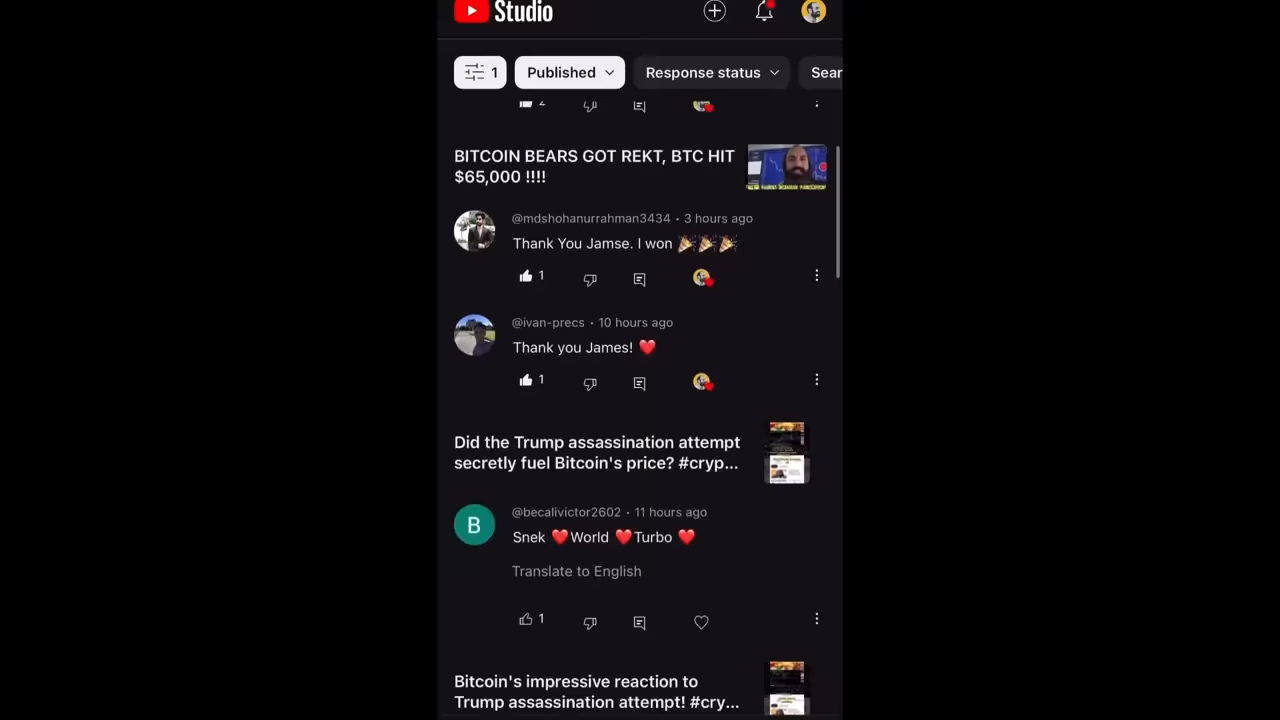 Studio
1
Published
Response status
Sear
2
BITCOIN BEARS GOT REKT, BTC HIT
$65,000 !!!!
@mdshohanurrahman3434 • 3 hours ago
Thank You Jamse. I won 🎉🎉🎉
1
@ivan-precs • 10 hours ago
Thank you James! ❤️
1
Did the Trump assassination attempt
secretly fuel Bitcoin's price? #cryp...
B
@becalivictor2602 • 11 hours ago
Snek ❤️World ❤️Turbo ❤️
Translate to English
1
Bitcoin's impressive reaction to
Trump assassination attempt! #cry...